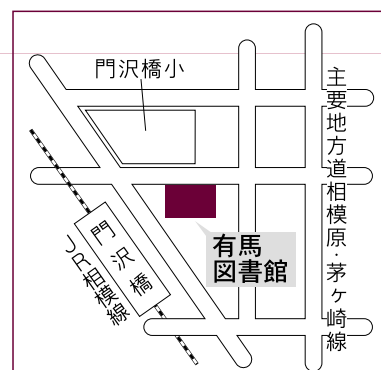 門沢橋小
主要地方道相模原・茅ヶ崎線
有馬
図書館
門沢橋
JR相模線